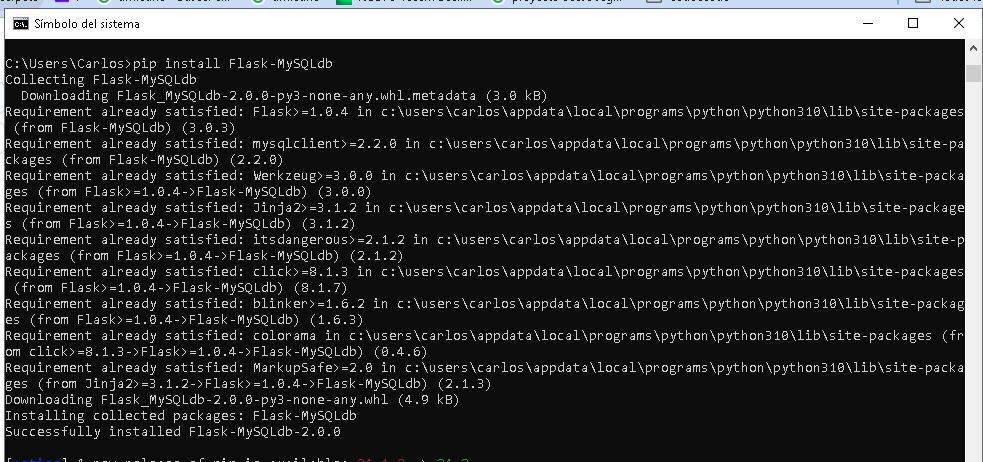 Símbolo del sistema
C:\Users\Carlos>pip install Flask-MySQLdb
Collecting Flask-MySQLdb
  Downloading Flask_MySQLdb-2.0.0-py3-none-any.whl.metadata (3.0 kB)
Requirement already satisfied: Flask>=1.0.4 in c:\users\carlos\appdata\local\programs\python\python310\lib\site-packages
 (from Flask-MySQLdb) (3.0.3)
Requirement already satisfied: mysqlclient>=2.2.0 in c:\users\carlos\appdata\local\programs\python\python310\lib\site-pa
ckages (from Flask-MySQLdb) (2.2.0)
Requirement already satisfied: Werkzeug>=3.0.0 in c:\users\carlos\appdata\local\programs\python\python310\lib\site-packa
ges (from Flask>=1.0.4->Flask-MySQLdb) (3.0.0)
Requirement already satisfied: Jinja2>=3.1.2 in c:\users\carlos\appdata\local\programs\python\python310\lib\site-package
s (from Flask>=1.0.4->Flask-MySQLdb) (3.1.2)
Requirement already satisfied: itsdangerous>=2.1.2 in c:\users\carlos\appdata\local\programs\python\python310\lib\site-p
ackages (from Flask>=1.0.4->Flask-MySQLdb) (2.1.2)
Requirement already satisfied: click>=8.1.3 in c:\users\carlos\appdata\local\programs\python\python310\lib\site-packages
 (from Flask>=1.0.4->Flask-MySQLdb) (8.1.7)
Requirement already satisfied: blinker>=1.6.2 in c:\users\carlos\appdata\local\programs\python\python310\lib\site-packag
es (from Flask>=1.0.4->Flask-MySQLdb) (1.6.3)
Requirement already satisfied: colorama in c:\users\carlos\appdata\local\programs\python\python310\lib\site-packages (fr
om click>=8.1.3->Flask>=1.0.4->Flask-MySQLdb) (0.4.6)
Requirement already satisfied: MarkupSafe>=2.0 in c:\users\carlos\appdata\local\programs\python\python310\lib\site-packa
ges (from Jinja2>=3.1.2->Flask>=1.0.4->Flask-MySQLdb) (2.1.3)
Downloading Flask_MySQLdb-2.0.0-py3-none-any.whl (4.9 kB)
Installing collected packages: Flask-MySQLdb
Successfully installed Flask-MySQLdb-2.0.0